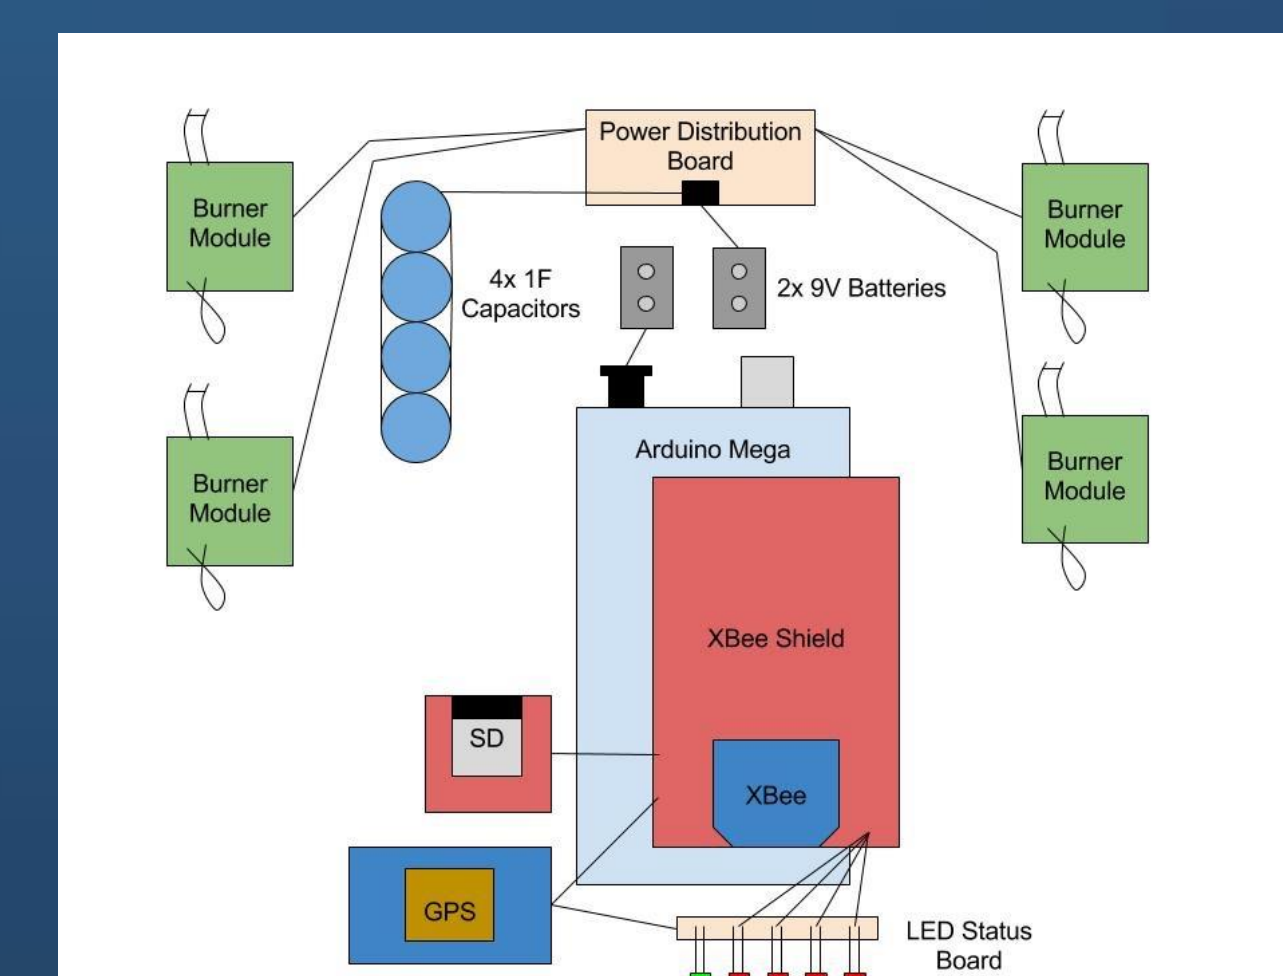 Power Distribution
Board
Burner
Module
Burner
Module
4x 1F
Capacitors
2x 9V Batteries
Arduino Mega
Burner
Module
Burner
Module
XBee Shield
SD
XBee
GPS
LED Status
Board